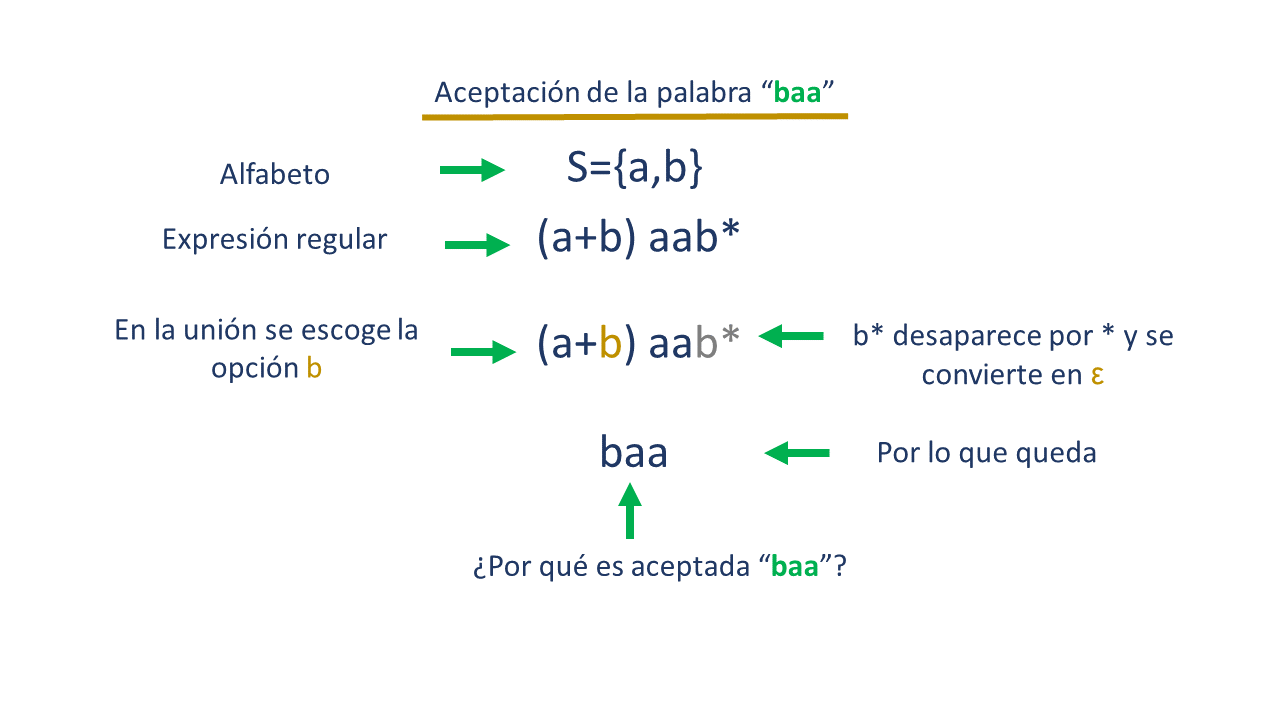 Aceptación de la palabra “baa”
Alfabeto
S={a,b}
Expresión regular
(a+b) aab*
En la unión se escoge la
opción b
(a+b) aab*
b* desaparece por * y se
convierte en ε
baa
Por lo que queda
¿Por qué es aceptada “baa”?